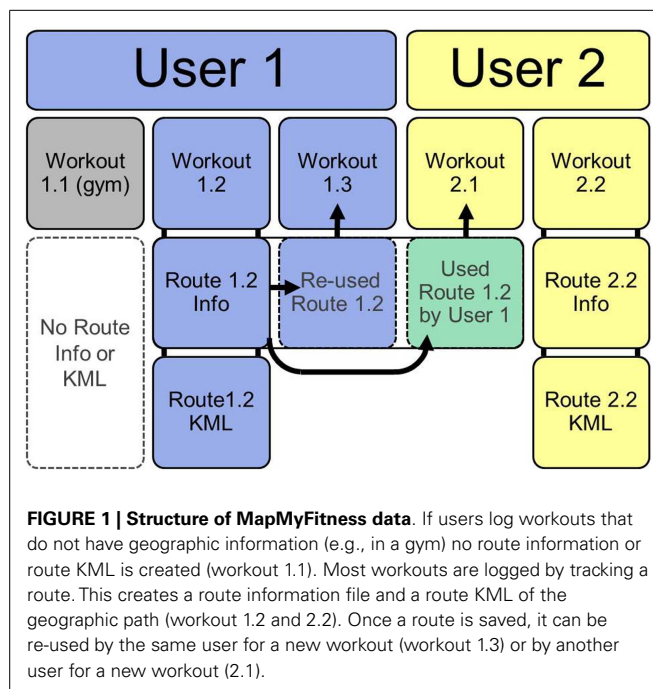 User 1
User 2
Workout
1.1 (gym)
Workout
1.2
Workout
1.3
Workout
2.1
Workout
2.2
No Route
Info or
KML
Route 1.2
Info
Re-used
Route 1.2
Used
Route 1.2
by User 1
Route 2.2
Info
Route1.2
KML
Route 2.2
KML
FIGURE 1 | Structure of MapMyFitness data. If users log workouts that
do not have geographic information (e.g., in a gym) no route information or
route KML is created (workout 1.1). Most workouts are logged by tracking a
route. This creates a route information file and a route KML of the
geographic path (workout 1.2 and 2.2). Once a route is saved, it can be
re-used by the same user for a new workout (workout 1.3) or by another
user for a new workout (2.1).